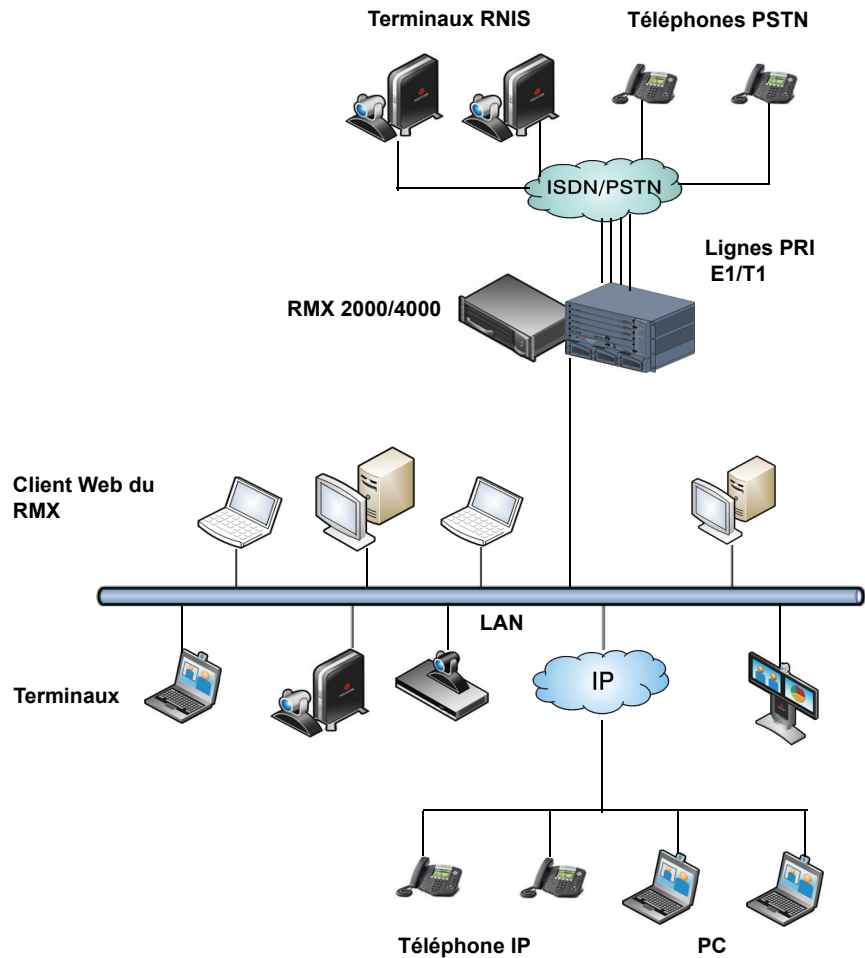 Terminaux RNIS
Téléphones PSTN
ISDN/PSTN
Lignes PRI
E1/T1
RMX 2000/4000
Client Web du
RMX
LAN
Terminaux
IP
Téléphone IP
PC